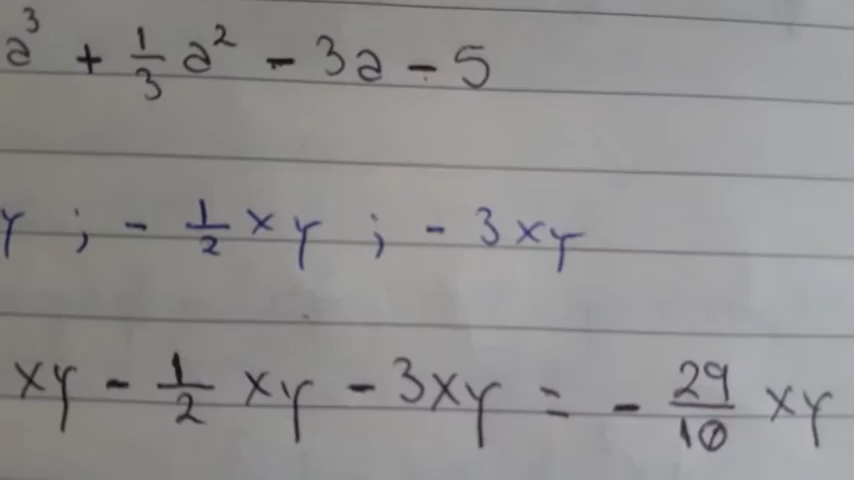 a³ + 1/3 a² - 3a - 5
y ; - 1/2 xy ; - 3xy
xy - 1/2 xy - 3xy = - 29/10 xy